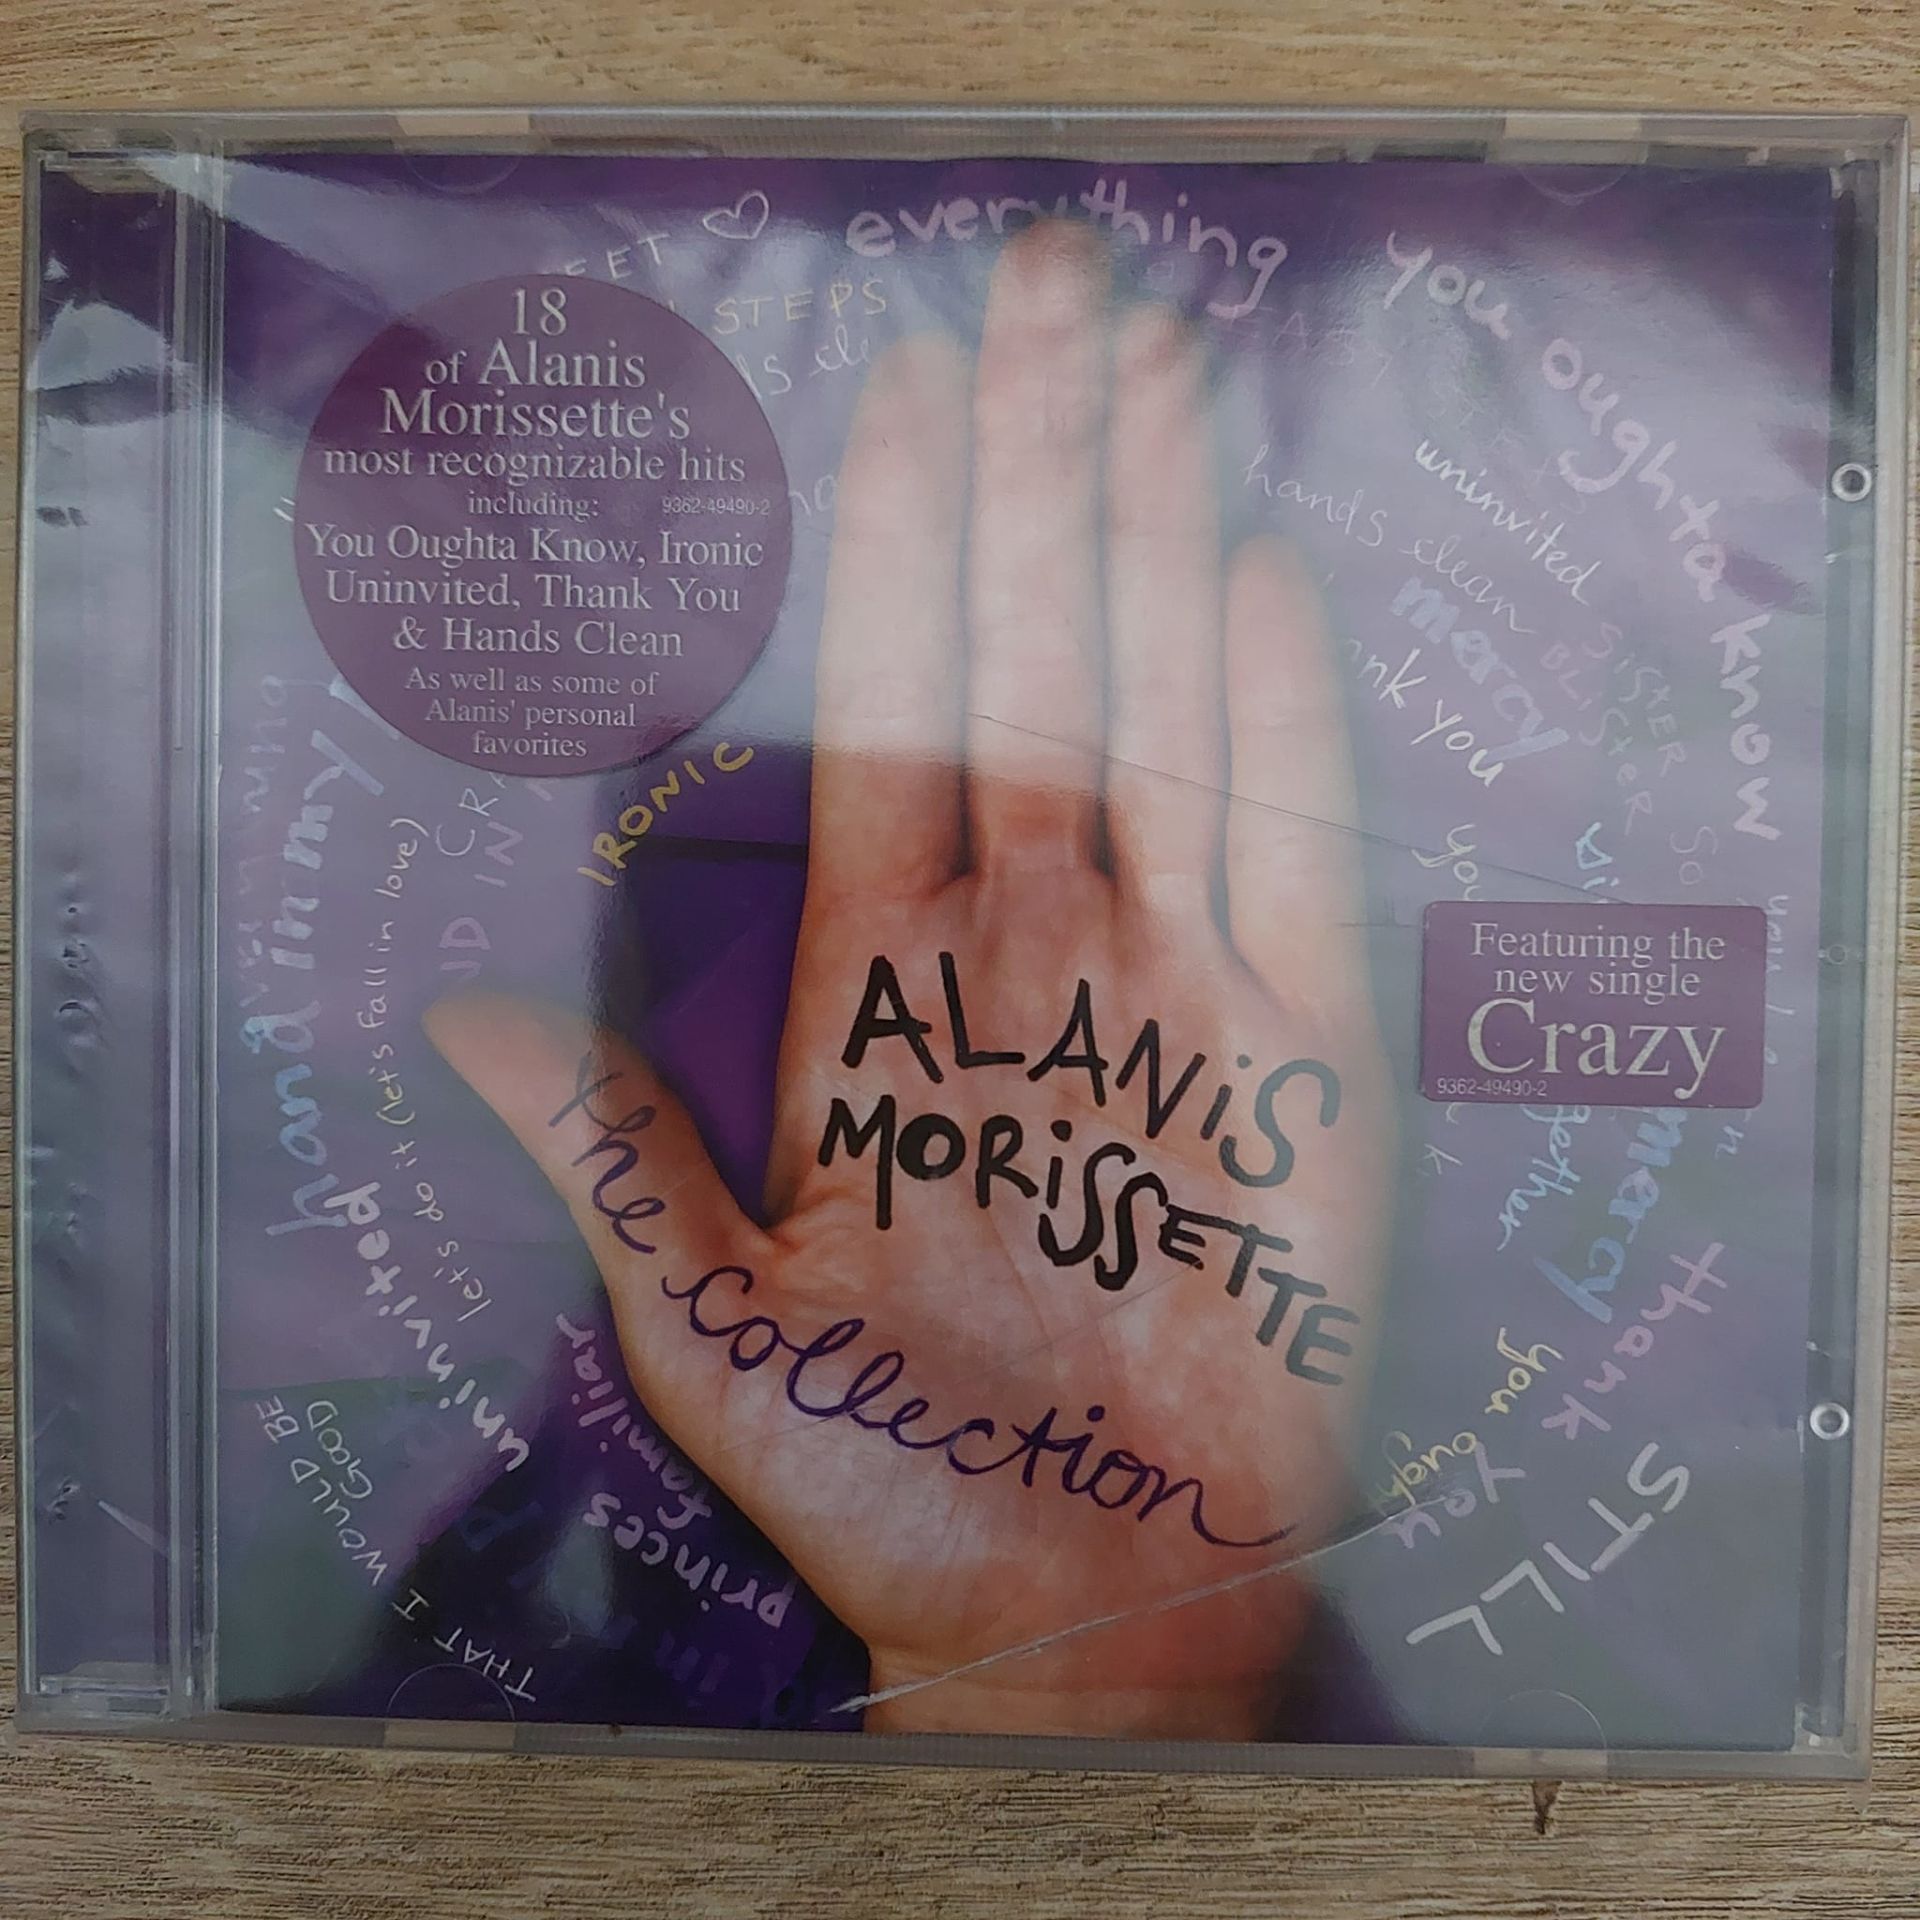 everything
you oughta know
STEPS
18
of Alanis
Morissette's
most recognizable hits
including: 9362-49490-2
You Oughta Know, Ironic
Uninvited, Thank You
& Hands Clean
As well as some of
Alanis' personal
favorites
hands clean
uninvited
mercy
you
SISTER
BLISTER
IRONIC
hand in my
let's do it (let's fall in love)
uninvited
THAT I
WOULD BE
GOOD
princes familiar
Featuring the
new single
Crazy
9362-49490-2
ALANiS
MORiSSETTE
the collection
mercy
thank
you
you
STILL